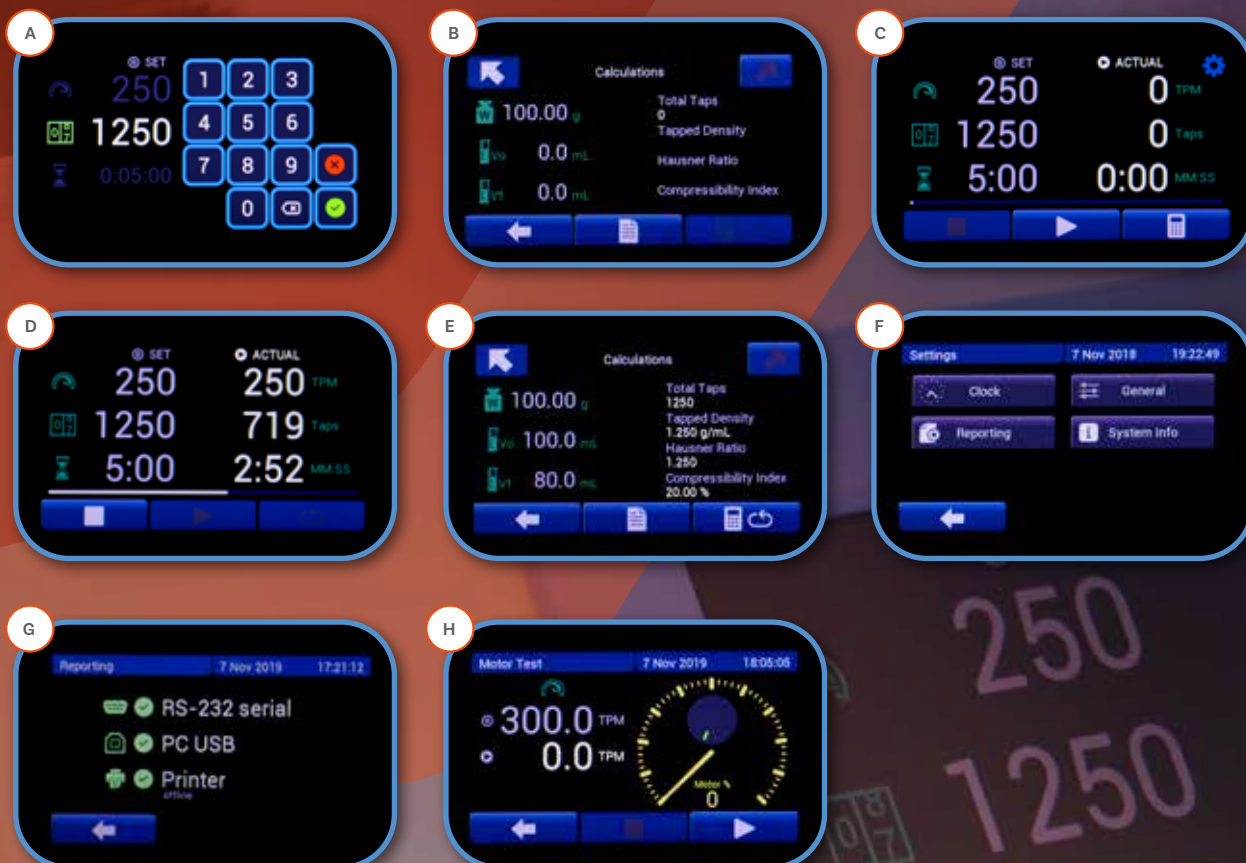 A
SET
250
1250
0:05:00
1 2 3
4 5 6
7 8 9
0
B
Calculations
W 100.00 g
V0 0.0 mL
V1 0.0 mL
Total Taps
0
Tapped Density
Hausner Ratio
Compressibility Index
C
SET ACTUAL
250 0 TPM
1250 0 Taps
5:00 0:00 MM:SS
D
SET ACTUAL
250 250 TPM
1250 719 Taps
5:00 2:52 MM:SS
E
Calculations
W 100.00 g
V0 100.0 mL
V1 80.0 mL
Total Taps
1250
Tapped Density
1.250 g/mL
Hausner Ratio
1.250
Compressibility Index
20.00 %
F
Settings 7 Nov 2018 19:22:49
Clock General
Reporting System Info
G
Reporting 7 Nov 2019 17:21:12
RS-232 serial
PC USB
Printer
offline
H
Motor Test 7 Nov 2019 18:05:05
300.0 TPM
0.0 TPM
Motor %
0
250
1250